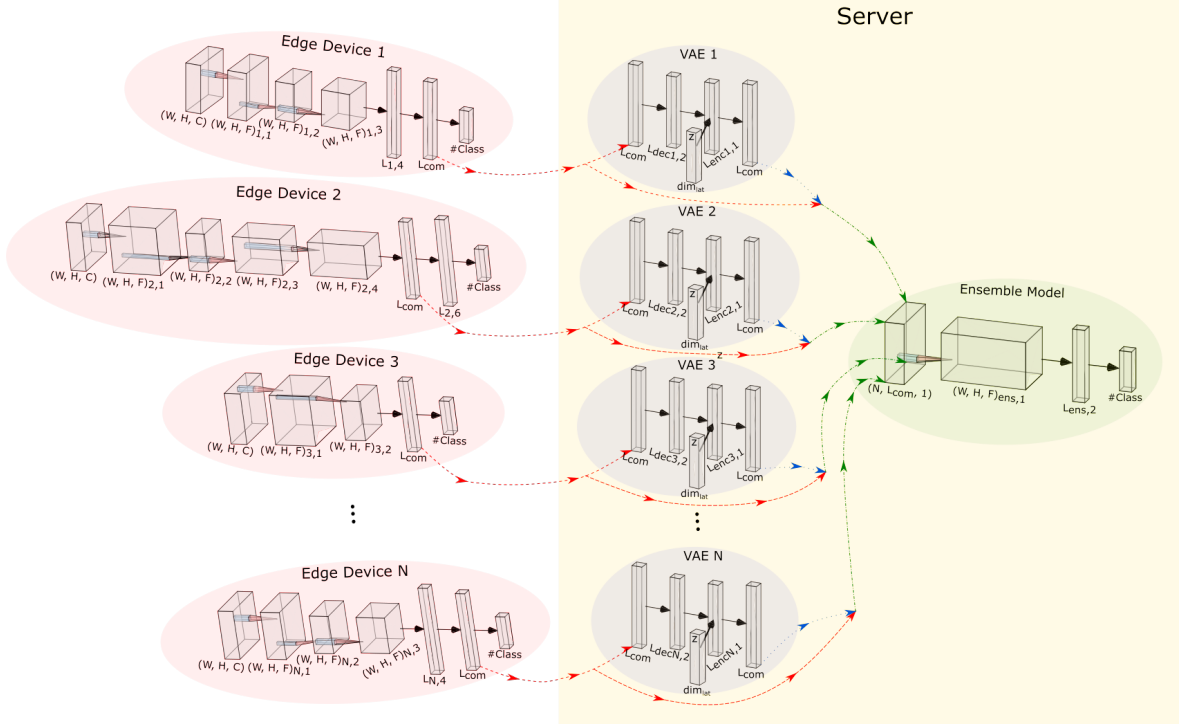 Server
Edge Device 1
(W, H, C)
(W, H, F)1,1
(W, H, F)1,2
(W, H, F)1,3
L1,4
Lcom
#Class
VAE 1
Lcom
Ldec1,2
z
dimlat
Lenc1,1
Lcom
Edge Device 2
(W, H, C)
(W, H, F)2,1
(W, H, F)2,2
(W, H, F)2,3
(W, H, F)2,4
Lcom
L2,6
#Class
VAE 2
Lcom
Ldec2,2
z
dimlat
z
Lenc2,1
Lcom
Ensemble Model
(N, Lcom, 1)
(W, H, F)ens,1
Lens,2
#Class
Edge Device 3
(W, H, C)
(W, H, F)3,1
(W, H, F)3,2
Lcom
#Class
VAE 3
Lcom
Ldec3,2
z
dimlat
Lenc3,1
Lcom
Edge Device N
(W, H, C)
(W, H, F)N,1
(W, H, F)N,2
(W, H, F)N,3
LN,4
Lcom
#Class
VAE N
Lcom
LdecN,2
z
dimlat
LencN,1
Lcom